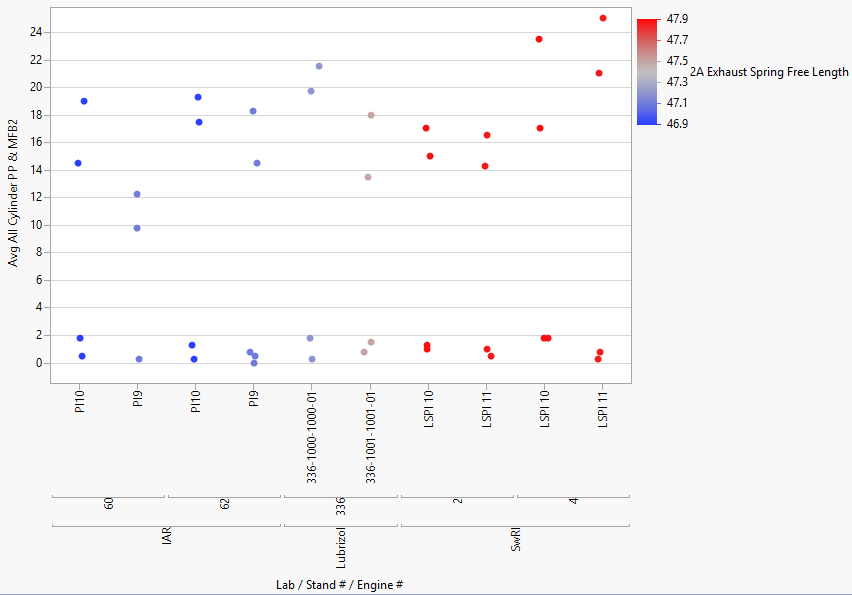 Avg All Cylinder PP & MFB2
24
22
20
18
16
14
12
10
8
6
4
2
0
PI10
PI9
PI10
PI9
336-1000-1000-01
336-1001-1001-01
LSPI 10
LSPI 11
LSPI 10
LSPI 11
60
62
336
2
4
IAR
Lubrizol
SwRI
Lab / Stand # / Engine #
47.9
47.7
47.5
47.3
47.1
46.9
2A Exhaust Spring Free Length